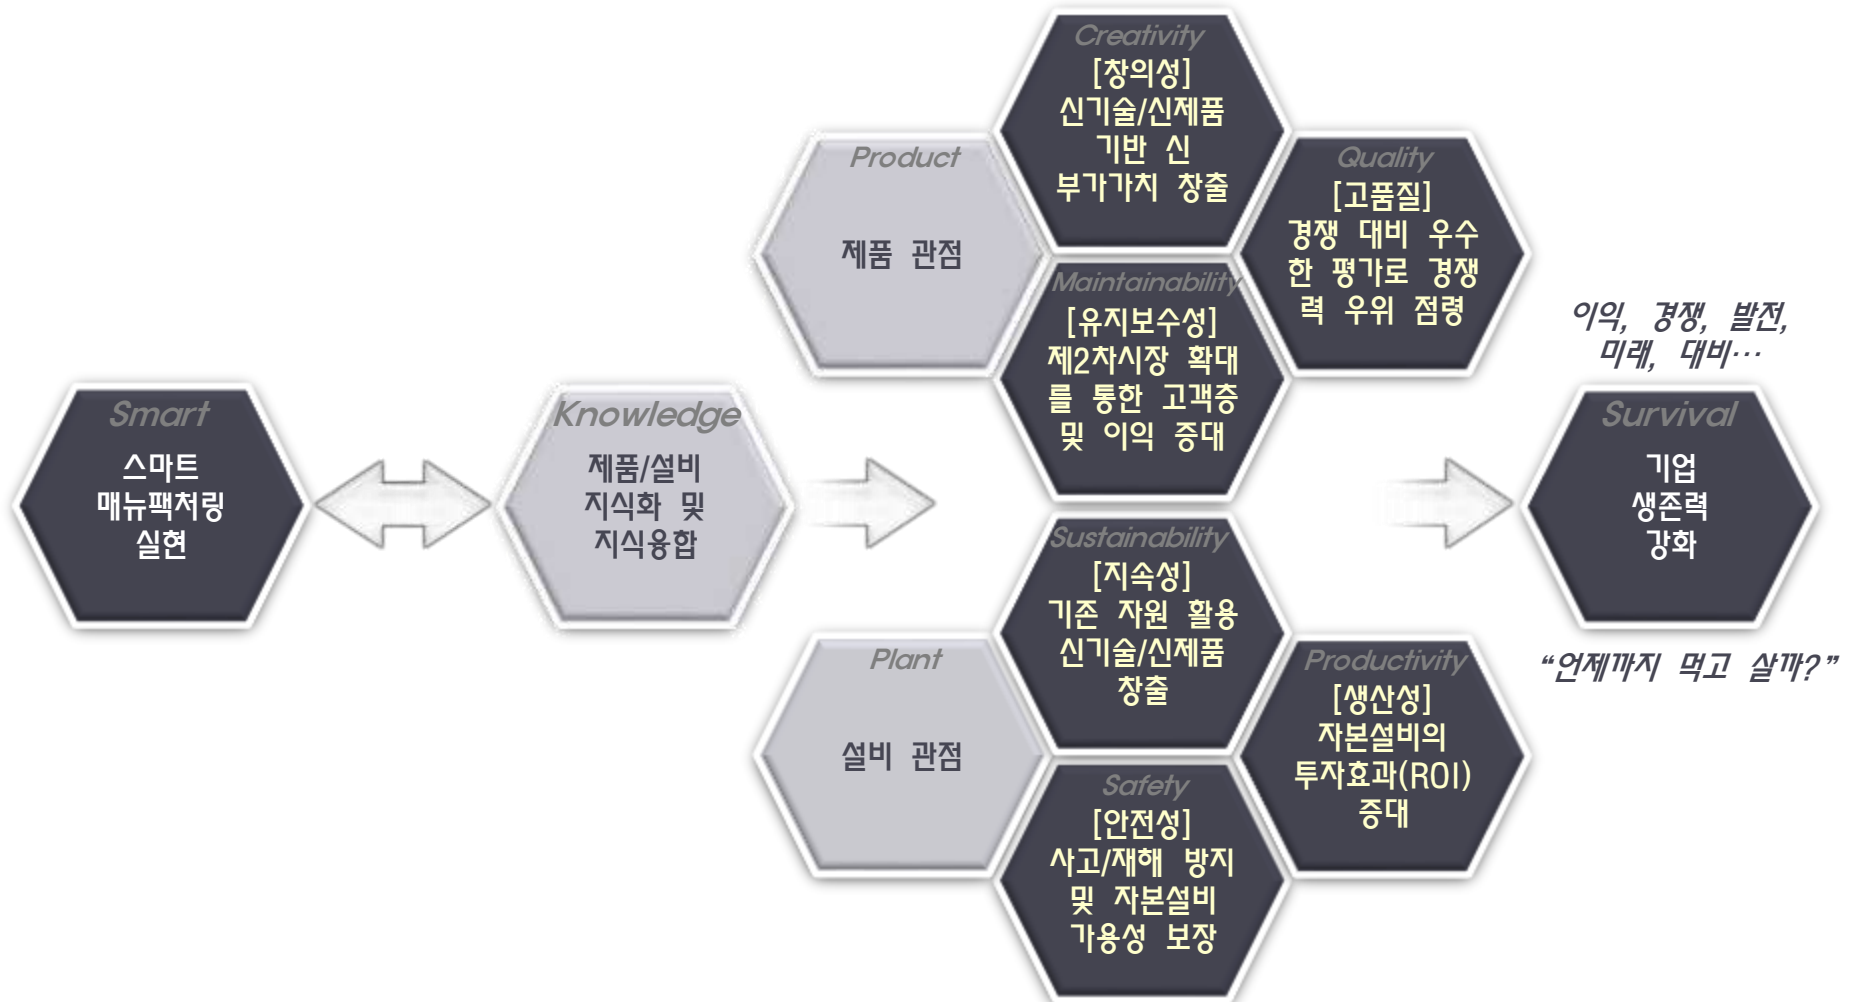 Smart
스마트
매뉴팩처링
실현
Knowledge
제품/설비
지식화 및
지식융합
Product
제품 관점
Creativity
[창의성]
신기술/신제품
기반 신
부가가치 창출
Quality
[고품질]
경쟁 대비 우수
한 평가로 경쟁
력 우위 점령
Maintainability
[유지보수성]
제2차시장 확대
를 통한 고객층
및 이익 증대
Plant
설비 관점
Sustainability
[지속성]
기존 자원 활용
신기술/신제품
창출
Productivity
[생산성]
자본설비의
투자효과(ROI)
증대
Safety
[안전성]
사고/재해 방지
및 자본설비
가용성 보장
이익, 경쟁, 발전,
미래, 대비…
Survival
기업
생존력
강화
“언제까지 먹고 살까?”